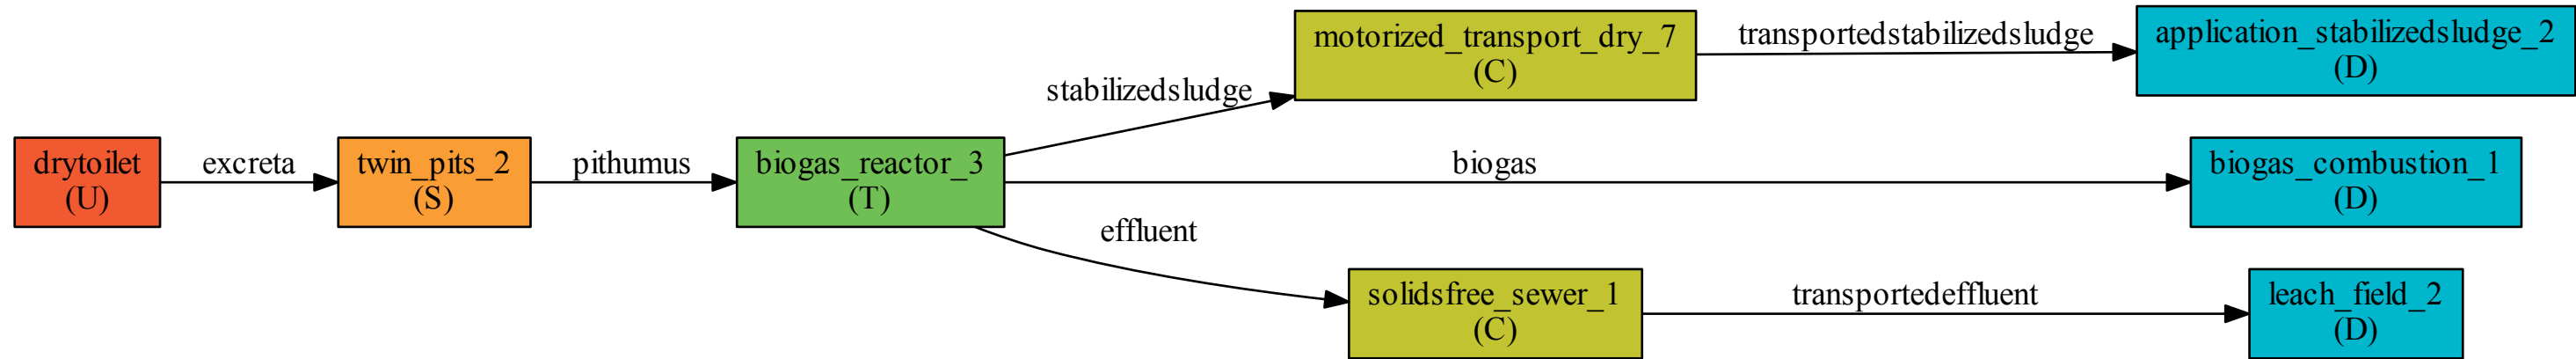 drytoilet
(U)
excreta
twin_pits_2
(S)
pithumus
biogas_reactor_3
(T)
stabilizedsludge
motorized_transport_dry_7
(C)
transportedstabilizedsludge
application_stabilizedsludge_2
(D)
biogas
biogas_combustion_1
(D)
effluent
solidsfree_sewer_1
(C)
transportedeffluent
leach_field_2
(D)